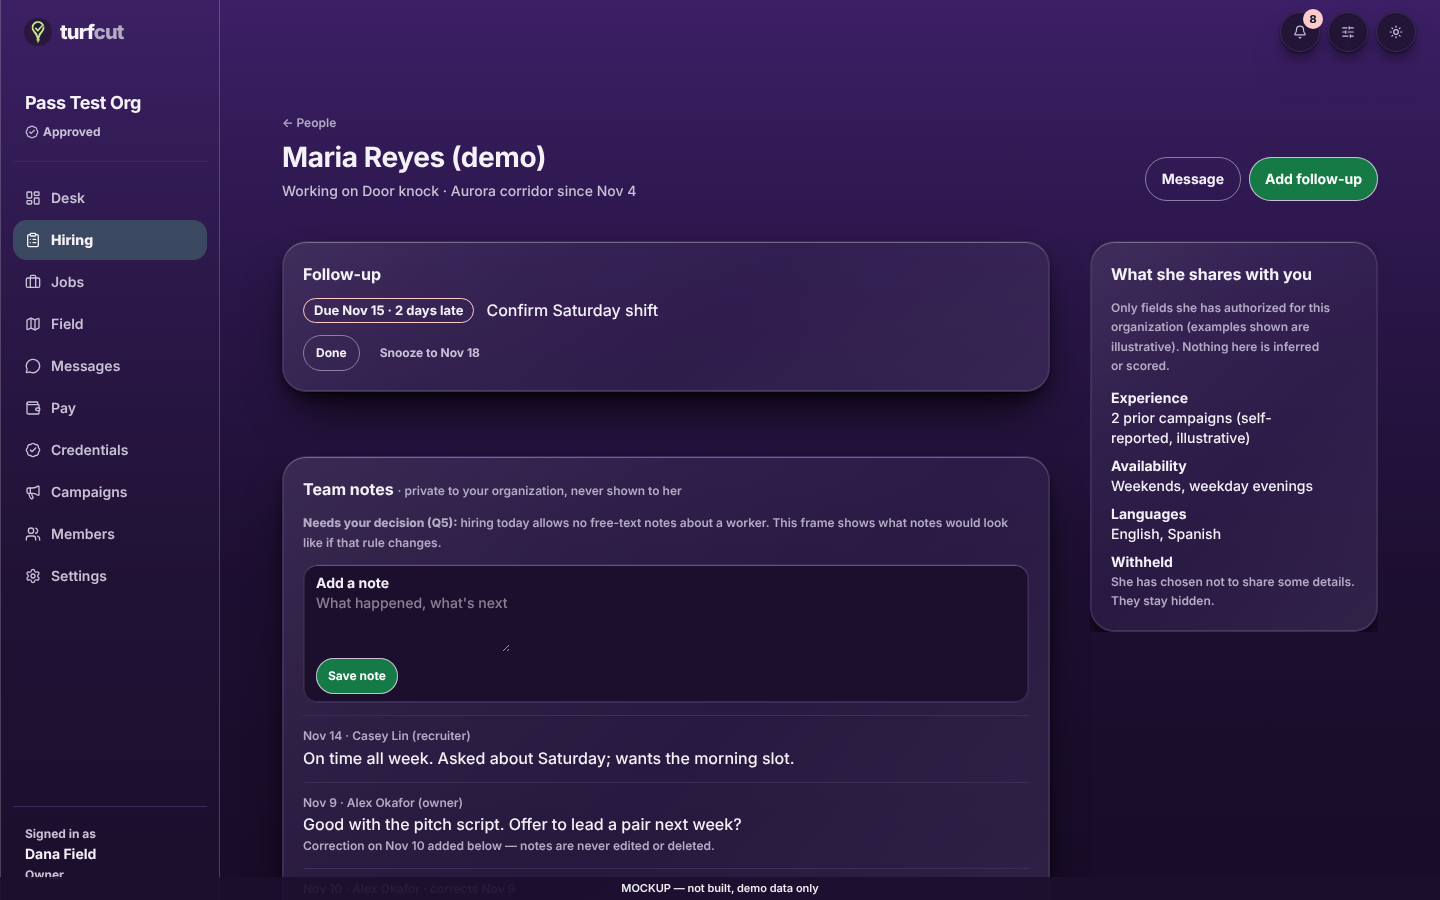 turfcut
8
Pass Test Org
Approved
Desk
Hiring
Jobs
Field
Messages
Pay
Credentials
Campaigns
Members
Settings
Signed in as
Dana Field
Owner
← People
Maria Reyes (demo)
Working on Door knock · Aurora corridor since Nov 4
Message
Add follow-up
Follow-up
Due Nov 15 · 2 days late
Confirm Saturday shift
Done
Snooze to Nov 18
Team notes · private to your organization, never shown to her
Needs your decision (Q5): hiring today allows no free-text notes about a worker. This frame shows what notes would look
like if that rule changes.
Add a note
What happened, what's next
Save note
Nov 14 · Casey Lin (recruiter)
On time all week. Asked about Saturday; wants the morning slot.
Nov 9 · Alex Okafor (owner)
Good with the pitch script. Offer to lead a pair next week?
Correction on Nov 10 added below — notes are never edited or deleted.
Nov 10 · Alex Okafor · corrects Nov 9
What she shares with you
Only fields she has authorized for this
organization (examples shown are
illustrative). Nothing here is inferred
or scored.
Experience
2 prior campaigns (self-
reported, illustrative)
Availability
Weekends, weekday evenings
Languages
English, Spanish
Withheld
She has chosen not to share some details.
They stay hidden.
MOCKUP — not built, demo data only